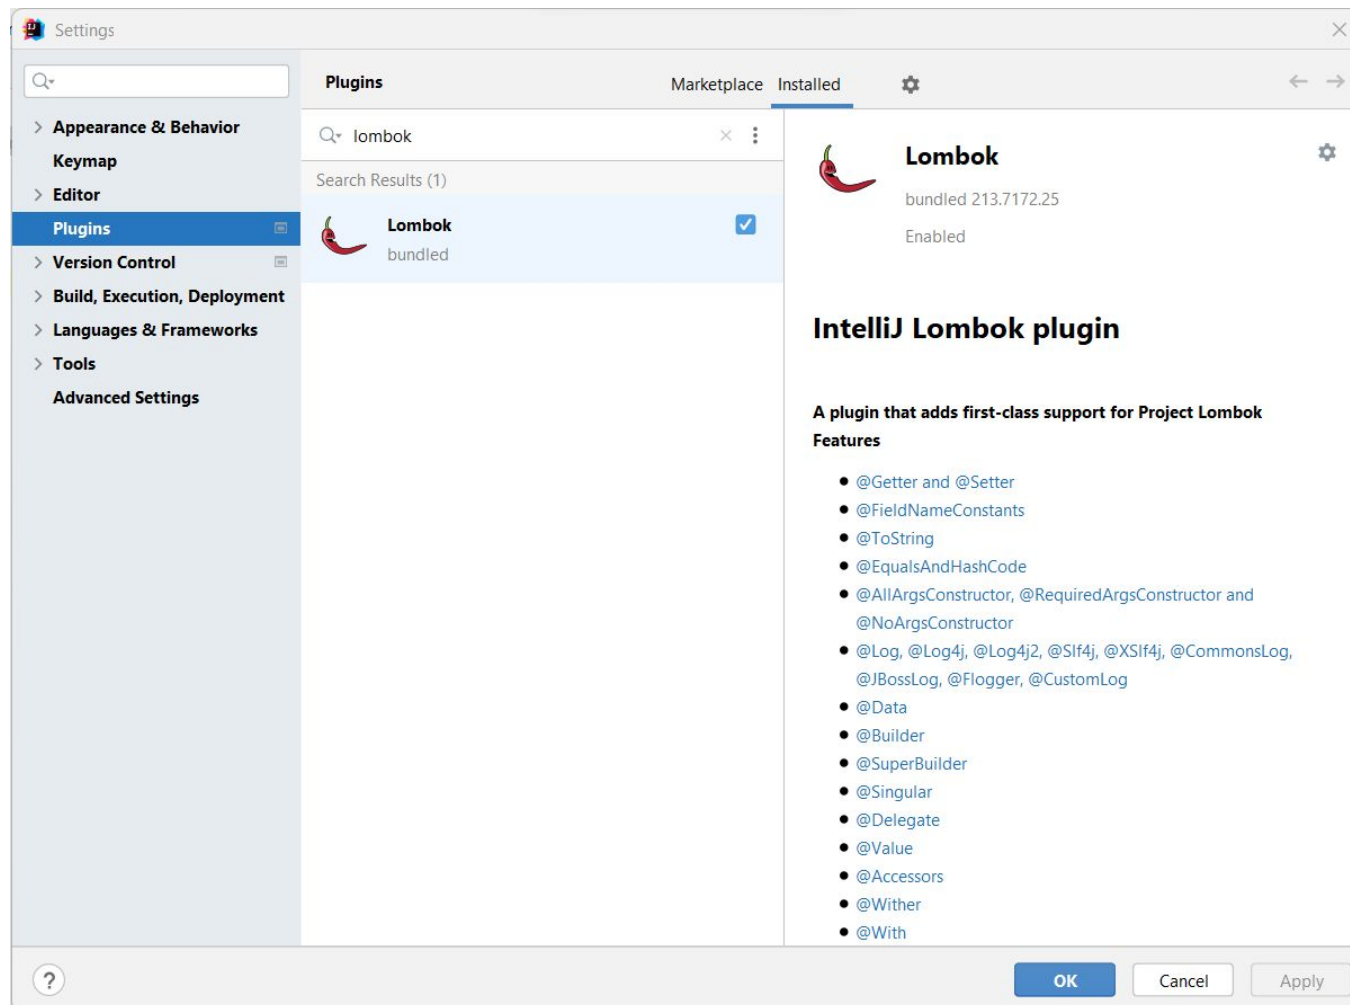 Settings
Appearance & Behavior
Keymap
Editor
Plugins
Version Control
Build, Execution, Deployment
Languages & Frameworks
Tools
Advanced Settings
Plugins
Marketplace
Installed
lombok
Search Results (1)
Lombok
bundled
Lombok
bundled 213.7172.25
Enabled
IntelliJ Lombok plugin
A plugin that adds first-class support for Project Lombok
Features
@Getter and @Setter
@FieldNameConstants
@ToString
@EqualsAndHashCode
@AllArgsConstructor, @RequiredArgsConstructor and
@NoArgsConstructor
@Log, @Log4j, @Log4j2, @Slf4j, @XSlf4j, @CommonsLog,
@JBossLog, @Flogger, @CustomLog
@Data
@Builder
@SuperBuilder
@Singular
@Delegate
@Value
@Accessors
@Wither
@With
?
OK
Cancel
Apply